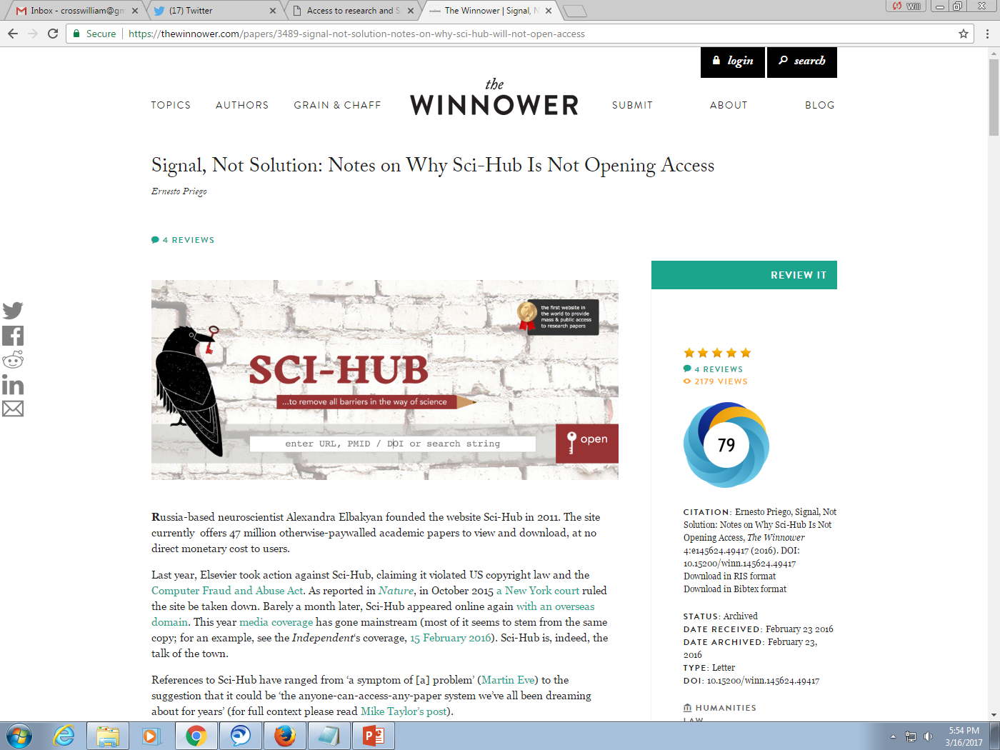 Inbox - crosswilliam@gm
(17) Twitter
Access to research and S
The Winnower | Signal, N
Will
Secure
https://thewinnower.com/papers/3489-signal-not-solution-notes-on-why-sci-hub-will-not-open-access
login
search
TOPICS
AUTHORS
GRAIN & CHAFF
the
WINNOWER
SUBMIT
ABOUT
BLOG
Signal, Not Solution: Notes on Why Sci-Hub Is Not Opening Access
Ernesto Priego
4 REVIEWS
REVIEW IT
the first website in
the world to provide
mass & public access
to research papers
SCI-HUB
...to remove all barriers in the way of science
enter URL, PMID / DOI or search string
open
4 REVIEWS
2179 VIEWS
79
Russia-based neuroscientist Alexandra Elbakyan founded the website Sci-Hub in 2011. The site
currently offers 47 million otherwise-paywalled academic papers to view and download, at no
direct monetary cost to users.
Last year, Elsevier took action against Sci-Hub, claiming it violated US copyright law and the
Computer Fraud and Abuse Act. As reported in Nature, in October 2015 a New York court ruled
the site be taken down. Barely a month later, Sci-Hub appeared online again with an overseas
domain. This year media coverage has gone mainstream (most of it seems to stem from the same
copy; for an example, see the Independent‘s coverage, 15 February 2016). Sci-Hub is, indeed, the
talk of the town.
References to Sci-Hub have ranged from ‘a symptom of [a] problem’ (Martin Eve) to the
suggestion that it could be ‘the anyone-can-access-any-paper system we’ve all been dreaming
about for years’ (for full context please read Mike Taylor’s post).
CITATION: Ernesto Priego, Signal, Not
Solution: Notes on Why Sci-Hub Is Not
Opening Access, The Winnower
4:e145624.49417 (2016). DOI:
10.15200/winn.145624.49417
Download in RIS format
Download in Bibtex format
STATUS: Archived
DATE RECEIVED: February 23 2016
DATE ARCHIVED: February 23,
2016
TYPE: Letter
DOI: 10.15200/winn.145624.49417
HUMANITIES
LAW
5:54 PM
3/16/2017